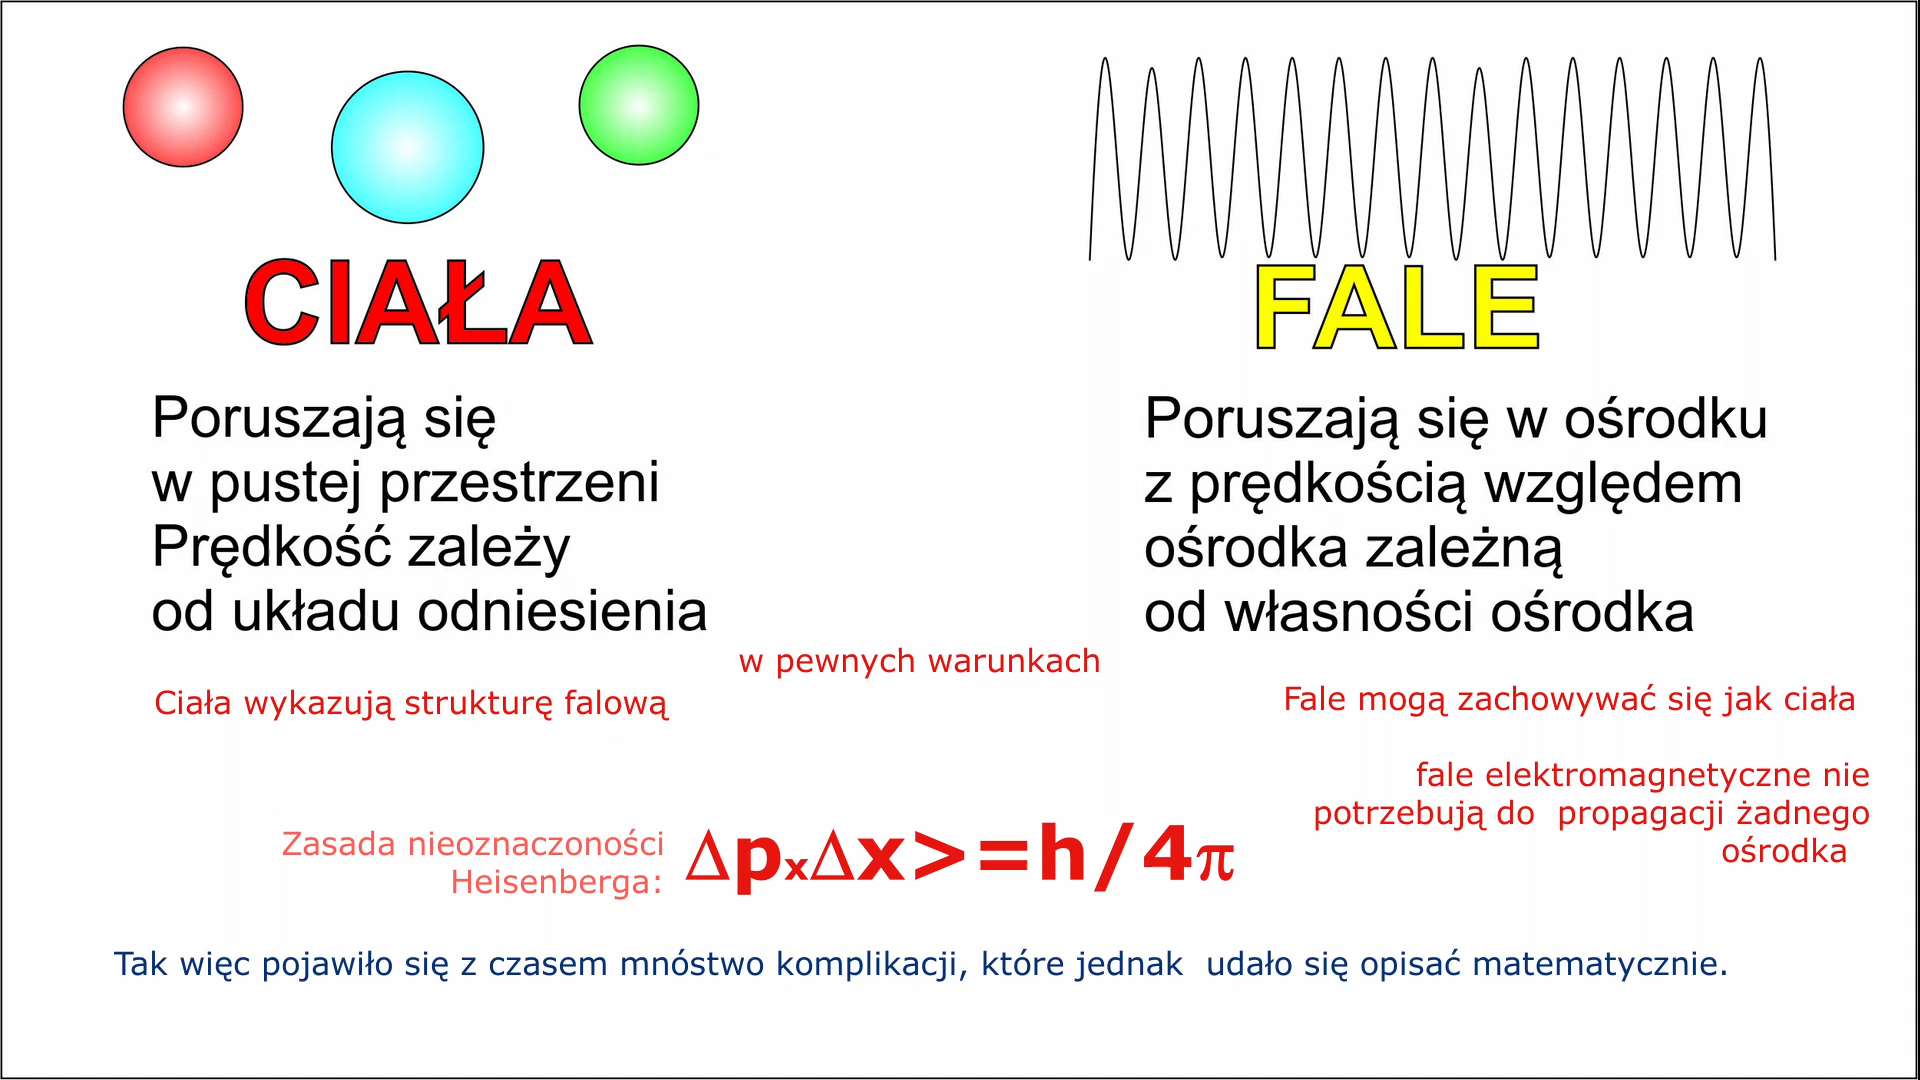 CIAŁA
Poruszają się
w pustej przestrzeni
Prędkość zależy
od układu odniesienia
FALE
Poruszają się w ośrodku
z prędkością względem
ośrodka zależną
od własności ośrodka
w pewnych warunkach
Ciała wykazują strukturę falową
Fale mogą zachowywać się jak ciała
fale elektromagnetyczne nie
potrzebują do propagacji żadnego
ośrodka
Zasada nieoznaczoności
Heisenberga:
ΔpxΔx>=h/4π
Tak więc pojawiło się z czasem mnóstwo komplikacji, które jednak udało się opisać matematycznie.